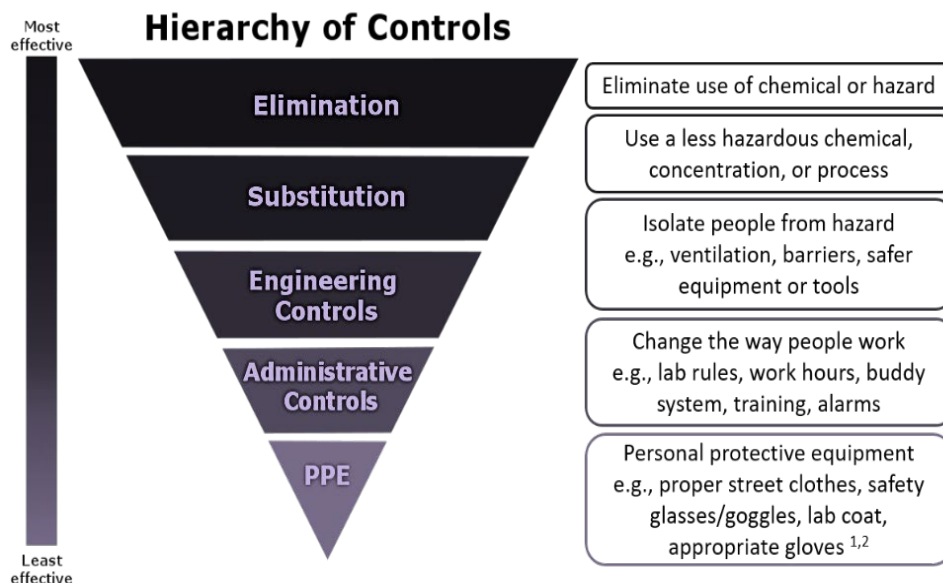 Hierarchy of Controls
Most
effective
Elimination
Eliminate use of chemical or hazard
Substitution
Use a less hazardous chemical,
concentration, or process
Engineering
Controls
Isolate people from hazard
e.g., ventilation, barriers, safer
equipment or tools
Administrative
Controls
Change the way people work
e.g., lab rules, work hours, buddy
system, training, alarms
PPE
Personal protective equipment
e.g., proper street clothes, safety
glasses/goggles, lab coat,
appropriate gloves 1,2
Least
effective